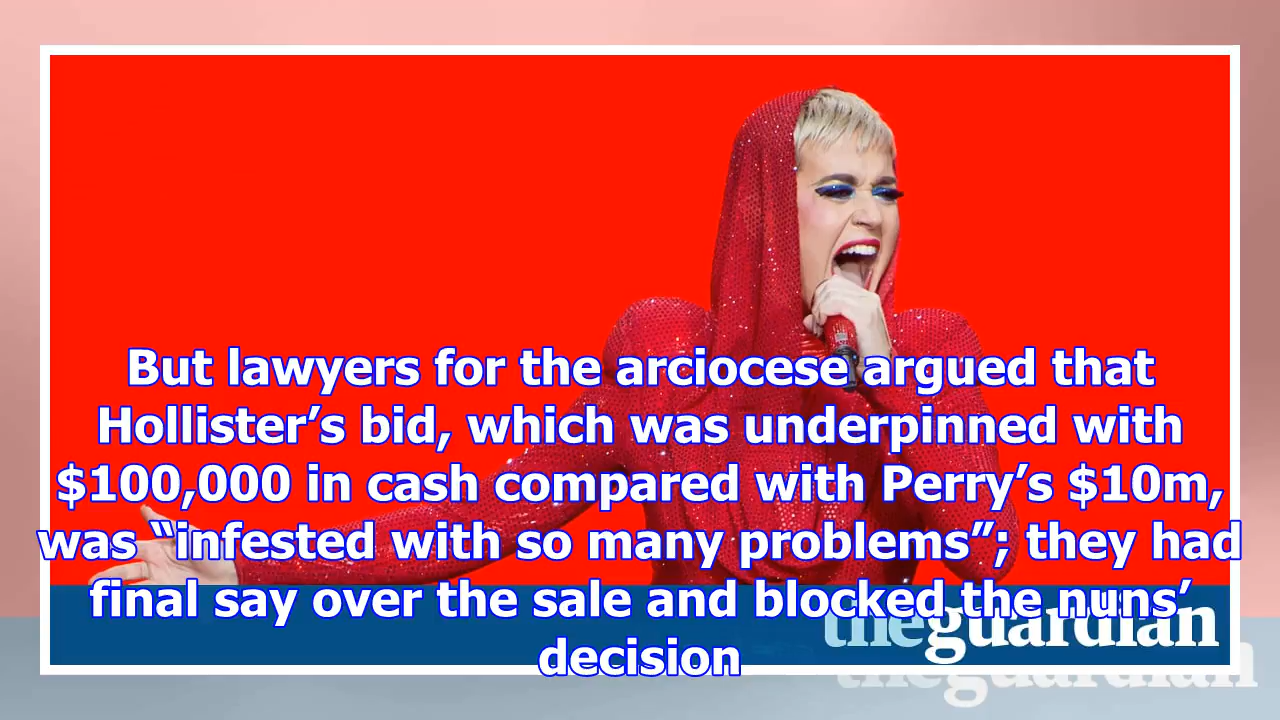 But lawyers for the arciocese argued that
Hollister’s bid, which was underpinned with
$100,000 in cash compared with Perry’s $10m,
was “infested with so many problems”; they had
final say over the sale and blocked the nuns’
decision
theguardian
theguardian